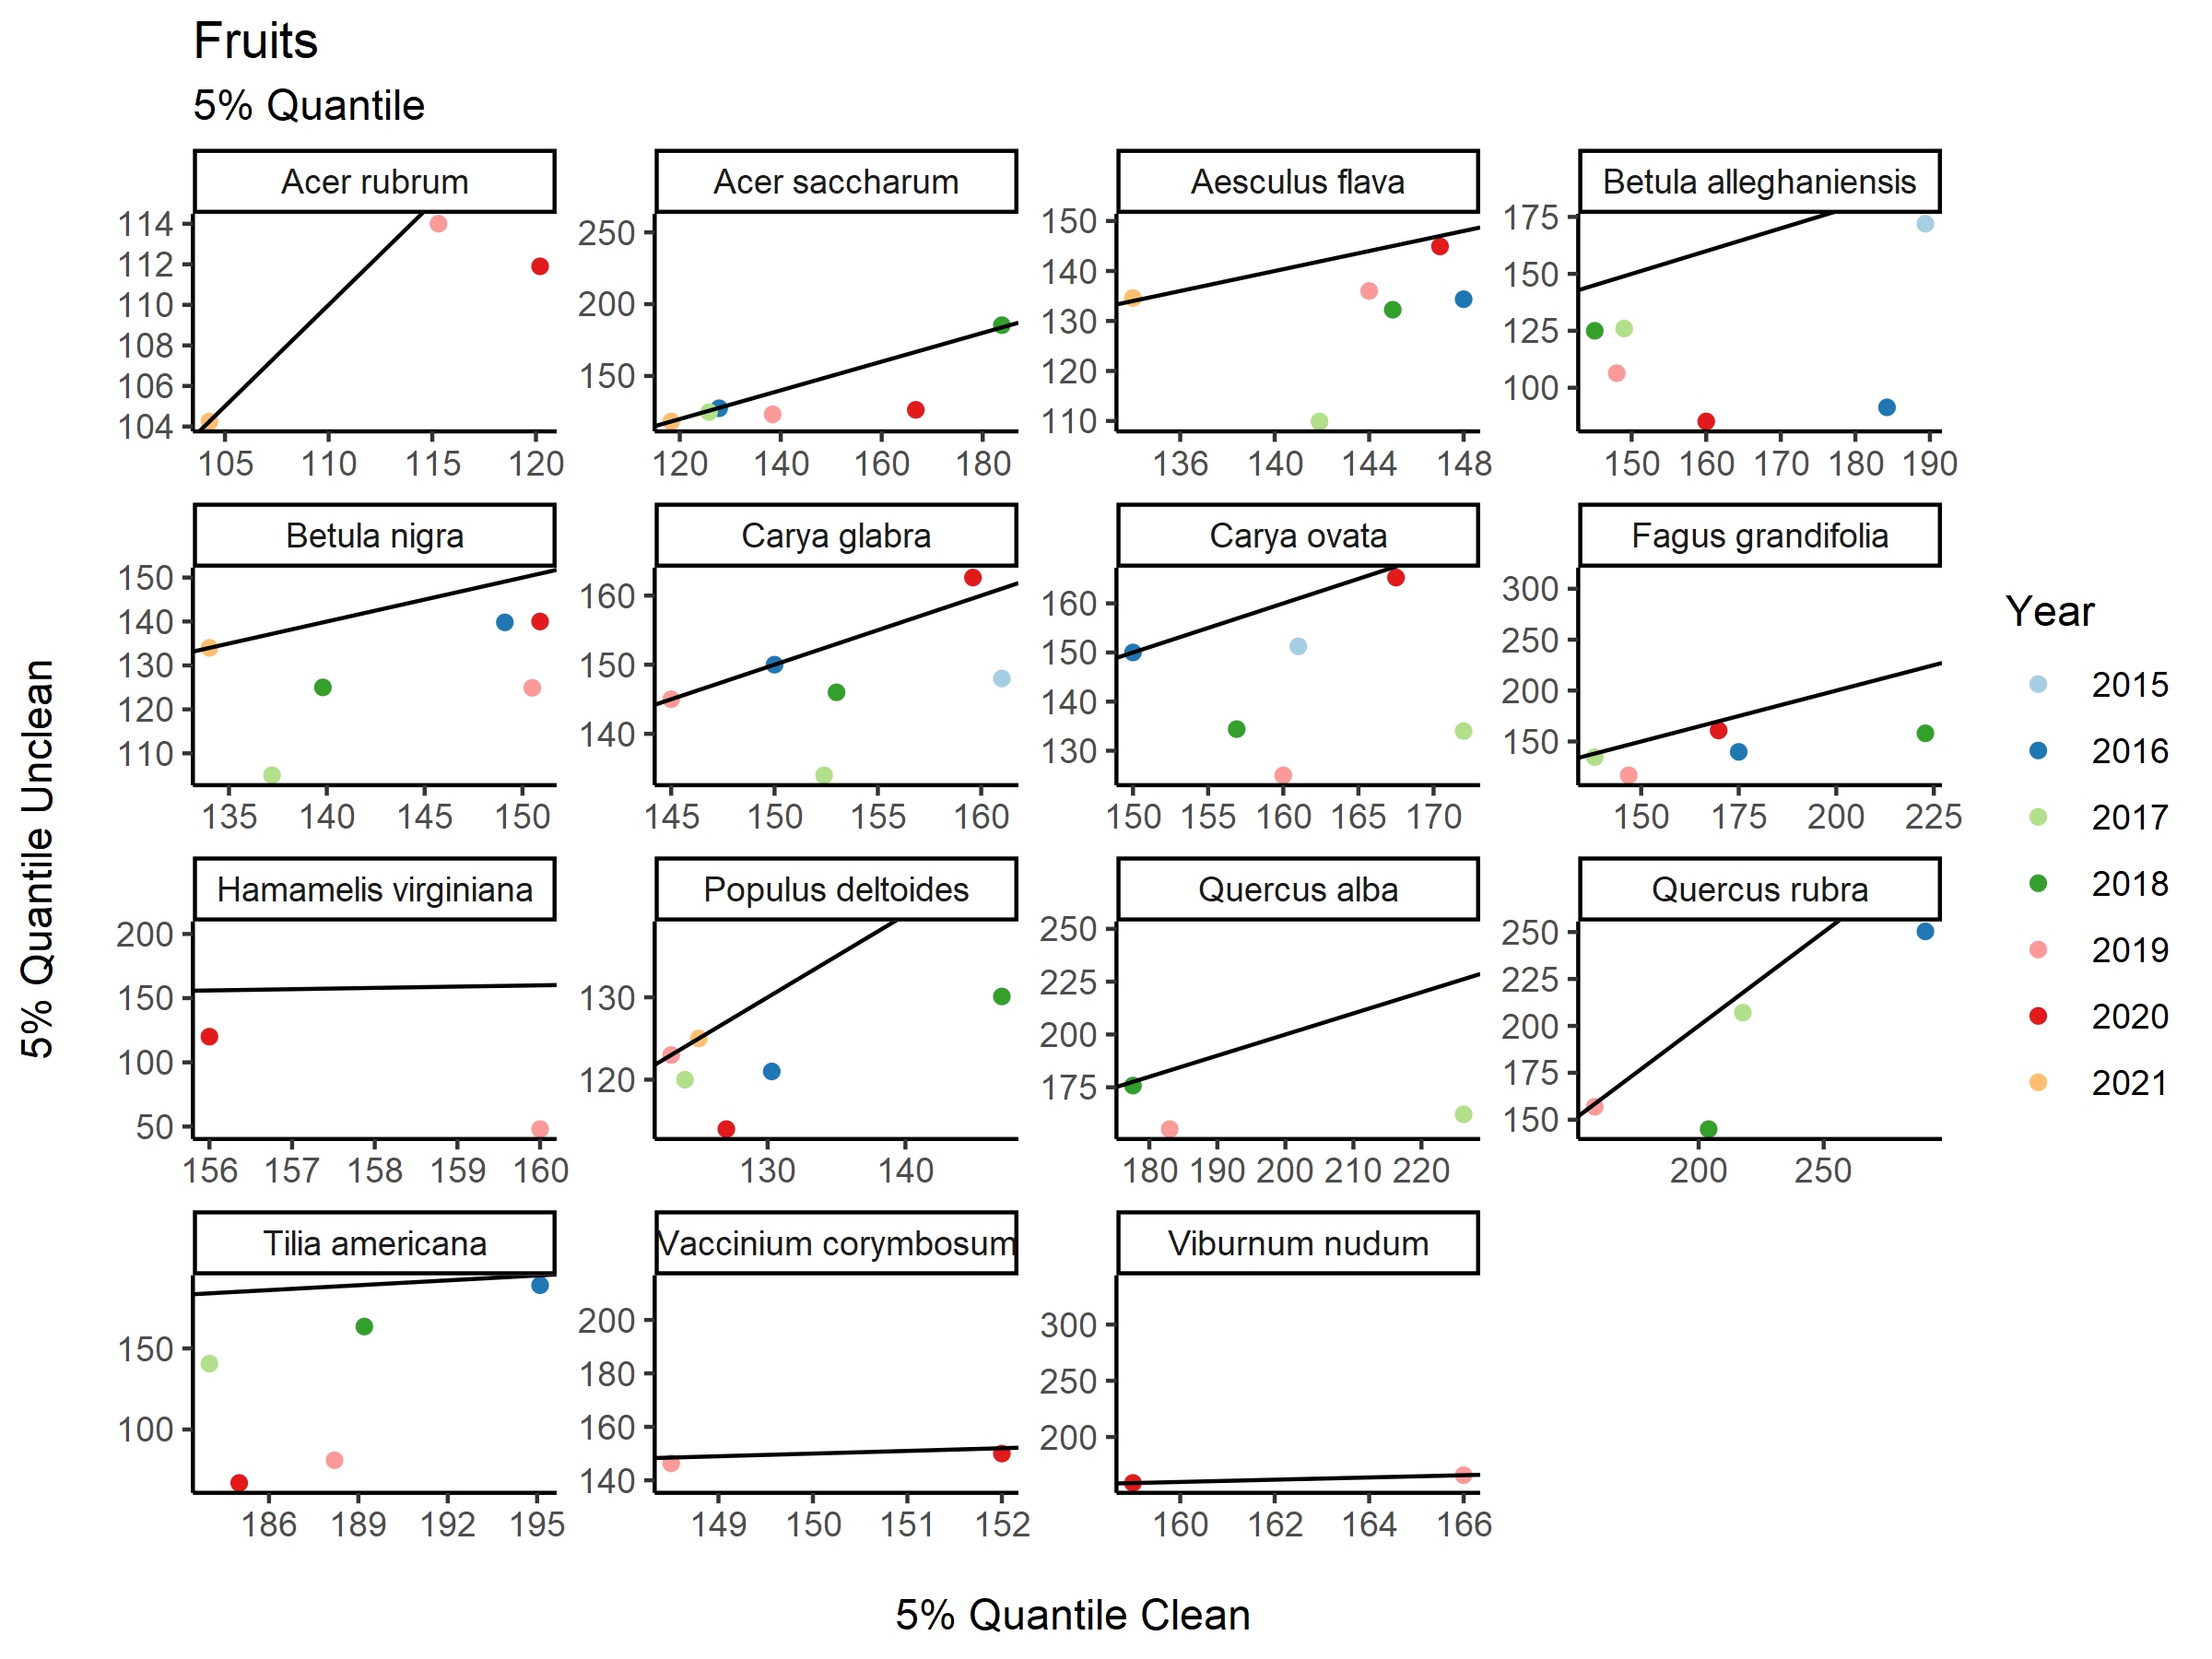 Fruits
5% Quantile
Acer rubrum
Acer saccharum
Aesculus flava
Betula alleghaniensis
114
112
110
108
106
104
250
200
150
150
140
130
120
110
175
150
125
100
105 110 115 120
120 140 160 180
136 140 144 148
150 160 170 180 190
Betula nigra
Carya glabra
Carya ovata
Fagus grandifolia
150
140
130
120
110
160
150
140
160
150
140
130
300
250
200
150
135 140 145 150
145 150 155 160
150 155 160 165 170
150 175 200 225
Hamamelis virginiana
Populus deltoides
Quercus alba
Quercus rubra
200
150
100
50
130
120
250
225
200
175
250
225
200
175
150
156 157 158 159 160
130 140
180 190 200 210 220
200 250
Tilia americana
Vaccinium corymbosum
Viburnum nudum
150
100
200
180
160
140
300
250
200
186 189 192 195
149 150 151 152
160 162 164 166
5% Quantile Unclean
5% Quantile Clean
Year
2015
2016
2017
2018
2019
2020
2021